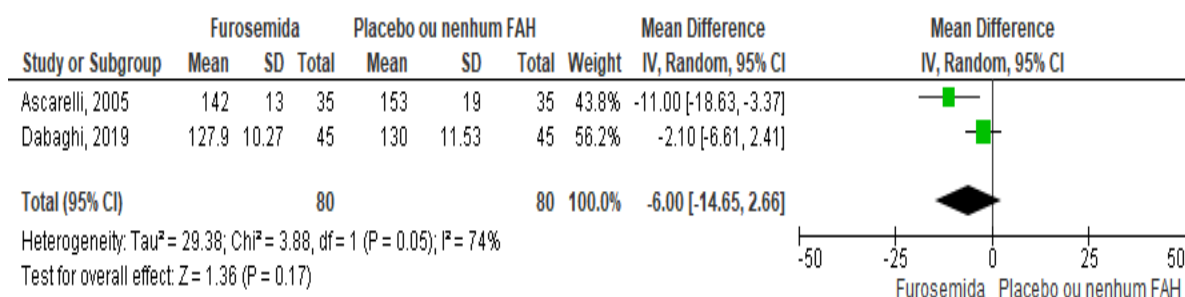 Furosemida Placebo ou nenhum FAH Mean Difference Mean Difference
Study or Subgroup Mean SD Total Mean SD Total Weight IV, Random, 95% CI IV, Random, 95% CI
Ascarelli, 2005 142 13 35 153 19 35 43.8% -11.00 [-18.63, -3.37]
Dabaghi, 2019 127.9 10.27 45 130 11.53 45 56.2% -2.10 [-6.61, 2.41]
Total (95% CI) 80 80 100.0% -6.00 [-14.65, 2.66]
Heterogeneity: Tau² = 29.38; Chi² = 3.88, df = 1 (P = 0.05); I² = 74%
Test for overall effect: Z = 1.36 (P = 0.17)
-50 -25 0 25 50
Furosemida Placebo ou nenhum FAH